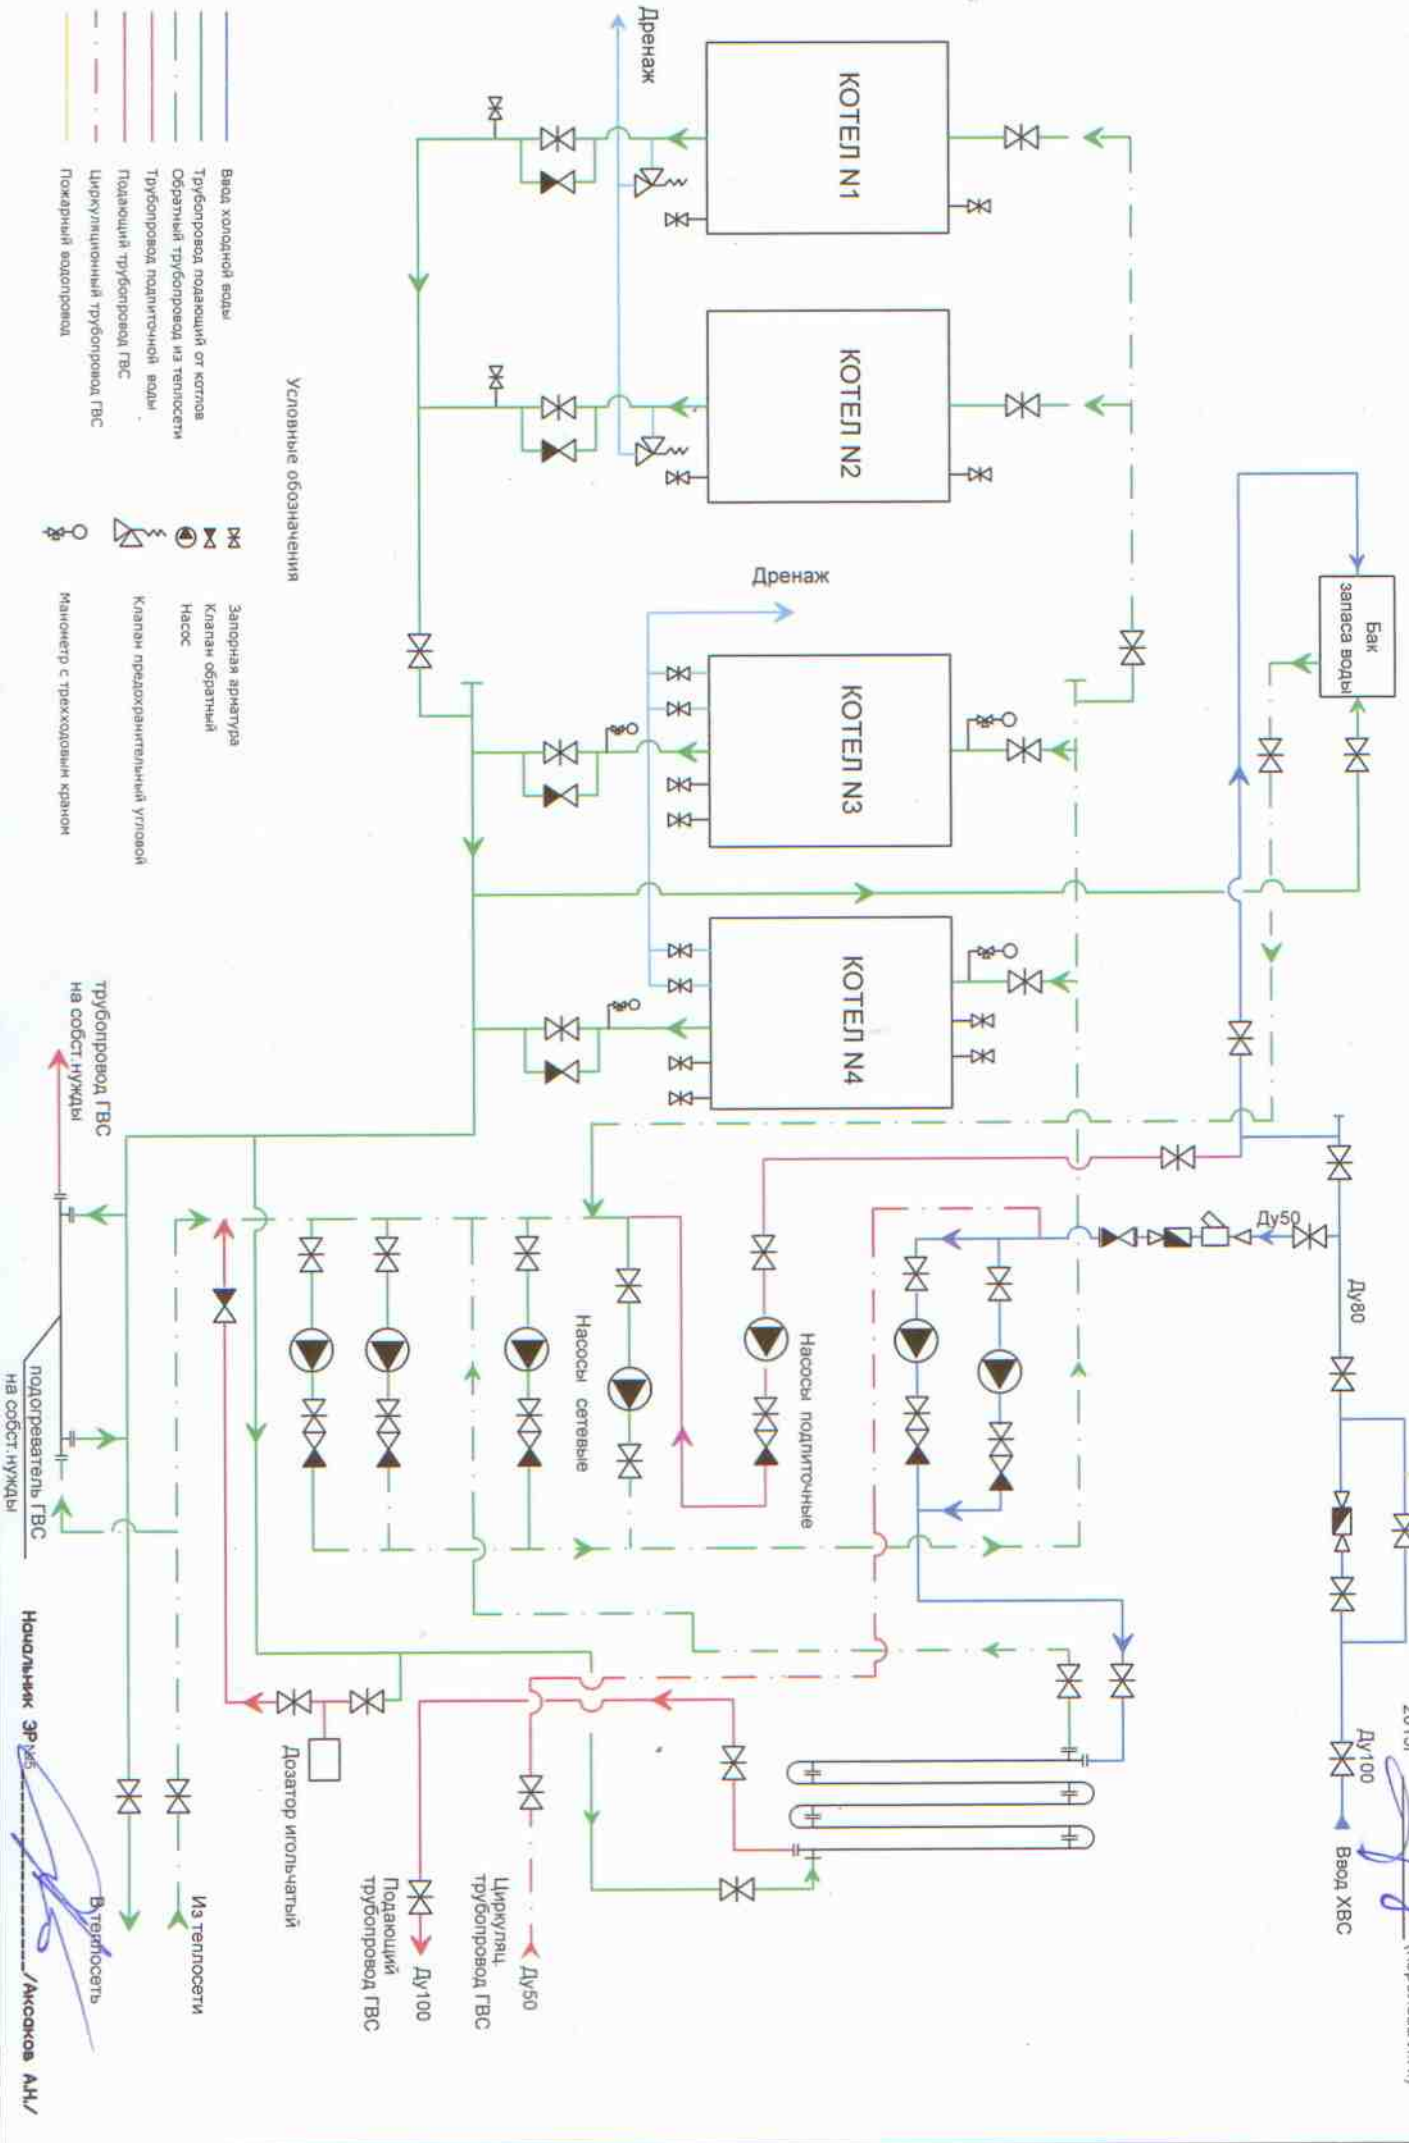 Ду100
Ввод ХВС
Ду80
Ду50
Бак
запаса воды
КОТЕЛ N1
КОТЕЛ N2
КОТЕЛ N3
КОТЕЛ N4
Дренаж
Дренаж
Насосы подпиточные
Насосы сетевые
Ду50
Циркуляц.
трубопровод ГВС
Ду100
Подающий
трубопровод ГВС
Дозатор игольчатый
Из теплосети
В теплосеть
трубопровод ГВС
на собст.нужды
подогреватель ГВС
на собст.нужды
Условные обозначения
Ввод холодной воды
Трубопровод подающий от котлов
Обратный трубопровод из теплосети
Трубопровод подпиточной воды
Подающий трубопровод ГВС
Циркуляционный трубопровод ГВС
Пожарный водопровод
Запорная арматура
Клапан обратный
Насос
Клапан предохранительный угловой
Манометр с трехходовым краном
Начальник ЭР№5 /Аксаков А.Н./